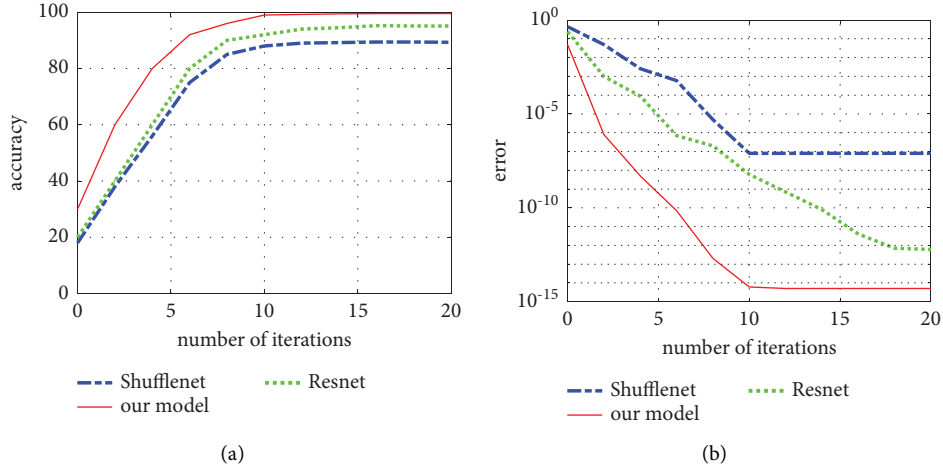 100
80
60
40
20
0
accuracy
0 5 10 15 20
number of iterations
Shufflenet Resnet
our model
(a)
10^0
10^-5
10^-10
10^-15
error
0 5 10 15 20
number of iterations
Shufflenet Resnet
our model
(b)